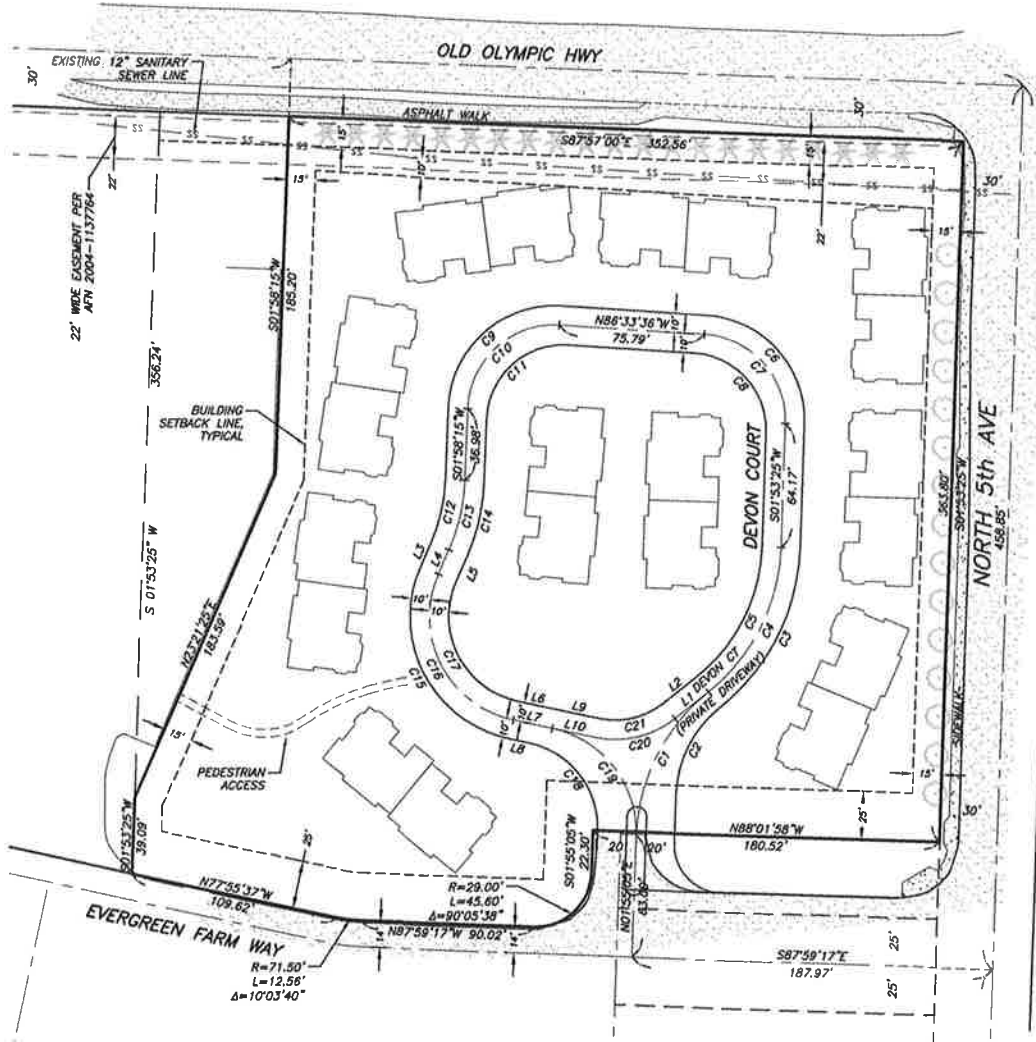 OLD OLYMPIC HWY
EXISTING 12" SANITARY
SEWER LINE
30'
30'
ASPHALT WALK
S87°57'00"E 352.56'
15'
15'
10'
22'
22'
15'
15'
30'
22' WIDE EASEMENT PER
AFN 2004-1137764
S01°58'15"W
185.20'
356.24'
S 01°53'25" W
BUILDING
SETBACK LINE,
TYPICAL
N86°33'36"W
75.79'
10'
10'
C9
C10
C11
C6
C7
C8
S01°58'15"W
36.98'
DEVON COURT
S01°53'25"W
64.17'
363.80'
S01°53'25"W
458.85'
NORTH 5th AVE
SIDEWALK
C12
C13
C14
L3
L4
L5
10'
10'
C15
C16
C17
C5
C4
C3
L2
L1 DEVON CT
(PRIVATE DRIVEWAY)
L6
L9
L7
L10
L8
10'
10'
C21
C20
C1
C2
C19
C18
N23°21'25"E
183.59'
15'
PEDESTRIAN
ACCESS
15'
25'
30'
N88°01'58"W
180.52'
20'
20'
S01°55'05"W
22.30'
N01°55'05"E
83.09'
S01°53'25"W
39.09'
25'
N77°55'37"W
109.62'
R=29.00'
L=45.60'
Δ=90°05'38"
14'
N87°59'17"W 90.02'
14'
EVERGREEN FARM WAY
R=71.50'
L=12.56'
Δ=10°03'40"
25'
25'
S87°59'17"E
187.97'